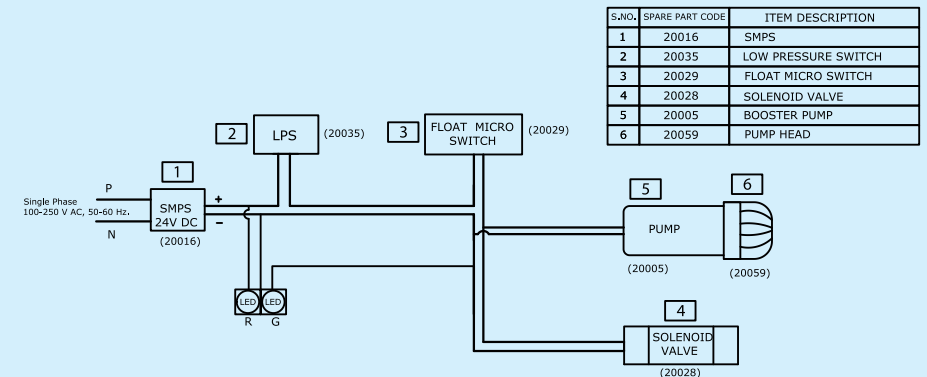 S.NO. SPARE PART CODE ITEM DESCRIPTION
1 20016 SMPS
2 20035 LOW PRESSURE SWITCH
3 20029 FLOAT MICRO SWITCH
4 20028 SOLENOID VALVE
5 20005 BOOSTER PUMP
6 20059 PUMP HEAD
2
LPS
(20035)
3
FLOAT MICRO
SWITCH
(20029)
1
P
Single Phase
100-250 V AC, 50-60 Hz.
N
SMPS
24V DC
+
-
(20016)
5
6
PUMP
(20005)
(20059)
LED LED
R G
4
SOLENOID
VALVE
(20028)